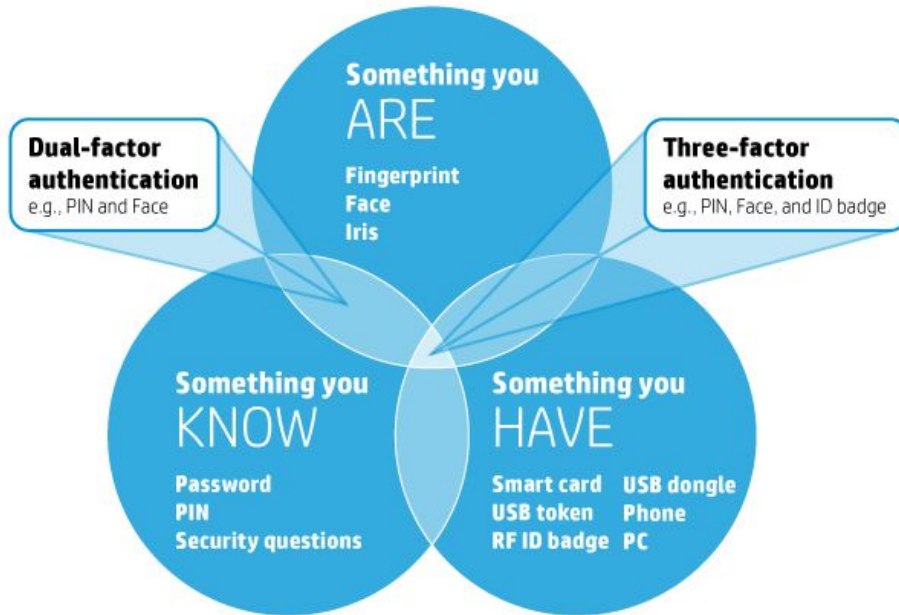 Something you
ARE
Fingerprint
Face
Iris
Dual-factor
authentication
e.g., PIN and Face
Three-factor
authentication
e.g., PIN, Face, and ID badge
Something you
KNOW
Password
PIN
Security questions
Something you
HAVE
Smart card
USB token
RF ID badge
USB dongle
Phone
PC